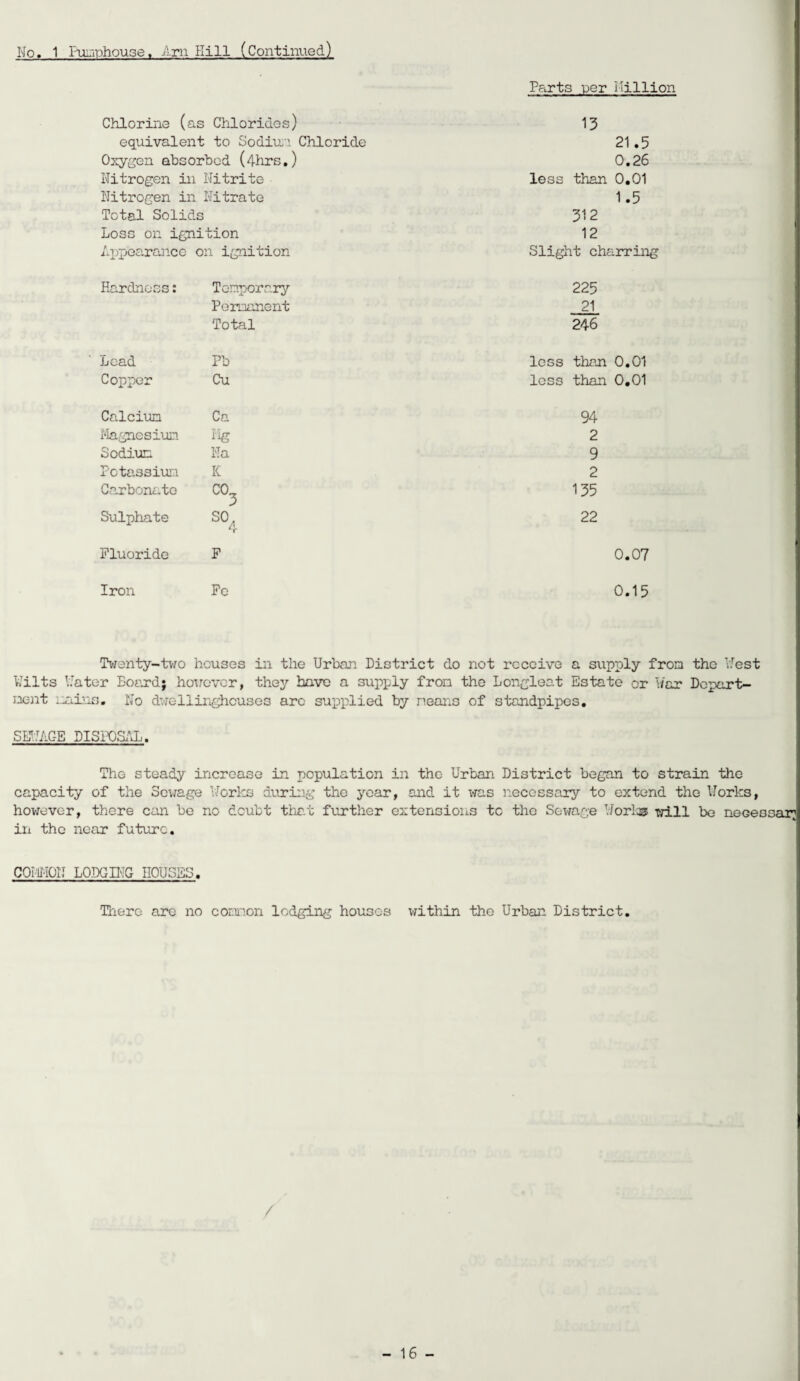 No. 1 Pumphouse, Arn Hill (Continued)
Parts per Million
Chlorine (as Chlorides) 13
equivalent to Sodium Chloride 21.5
Oxygen absorbed (4hrs.) 0.26
Nitrogen in Nitrite less than 0.01
Nitrogen in Nitrate 1.5
Total Solids 312
Loss on ignition 12
Appearance on ignition Slight charring
Hardness: Temporary 225
Permanent 21
Total 246
Lead Pb less than 0.01
Copper Cu less than 0.01
Calcium Ca 94
Magnesium Mg 2
Sodium Na 9
Potassium K 2
Carbonate CO3 135
Sulphate SO4 22
Fluoride F 0.07
Iron Fe 0.15
Twenty-two houses in the Urban District do not receive a supply from the West
Wilts Water Board; however, they have a supply from the Longleat Estate or War Depart-
ment mains. No dwellinghouses are supplied by means of standpipes.
SEWAGE DISPOSAL.
The steady increase in population in the Urban District began to strain the
capacity of the Sewage Works during the year, and it was necessary to extend the Works,
however, there can be no doubt that further extensions to the Sewage Works will be necessary
in the near future.
COMMON LODGING HOUSES.
There are no common lodging houses within the Urban District.
- 16 -